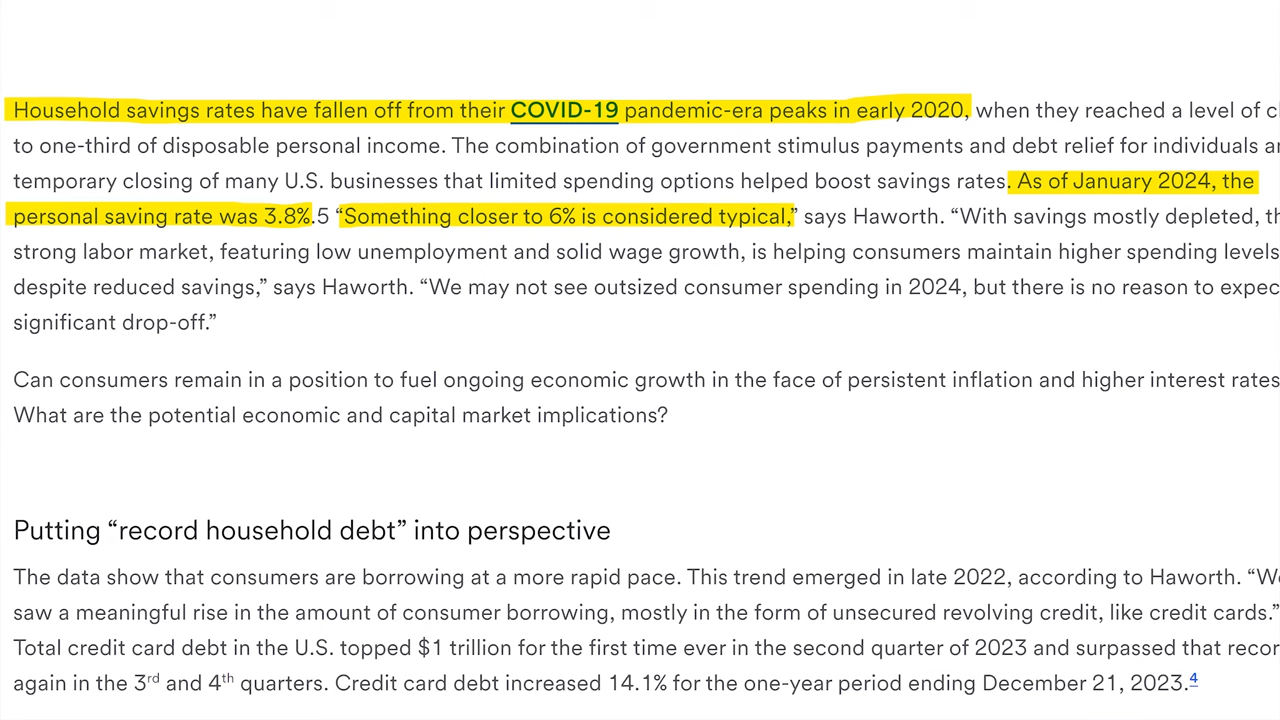 Household savings rates have fallen off from their COVID-19 pandemic-era peaks in early 2020, when they reached a level of
to one-third of disposable personal income. The combination of government stimulus payments and debt relief for individuals
temporary closing of many U.S. businesses that limited spending options helped boost savings rates. As of January 2024, the
personal saving rate was 3.8%.5 “Something closer to 6% is considered typical,” says Haworth. “With savings mostly depleted,
strong labor market, featuring low unemployment and solid wage growth, is helping consumers maintain higher spending levels
despite reduced savings,” says Haworth. “We may not see outsized consumer spending in 2024, but there is no reason to expec
significant drop-off.”
Can consumers remain in a position to fuel ongoing economic growth in the face of persistent inflation and higher interest rates
What are the potential economic and capital market implications?
Putting “record household debt” into perspective
The data show that consumers are borrowing at a more rapid pace. This trend emerged in late 2022, according to Haworth. “We
saw a meaningful rise in the amount of consumer borrowing, mostly in the form of unsecured revolving credit, like credit cards.”
Total credit card debt in the U.S. topped $1 trillion for the first time ever in the second quarter of 2023 and surpassed that recor
again in the 3rd and 4th quarters. Credit card debt increased 14.1% for the one-year period ending December 21, 2023.4